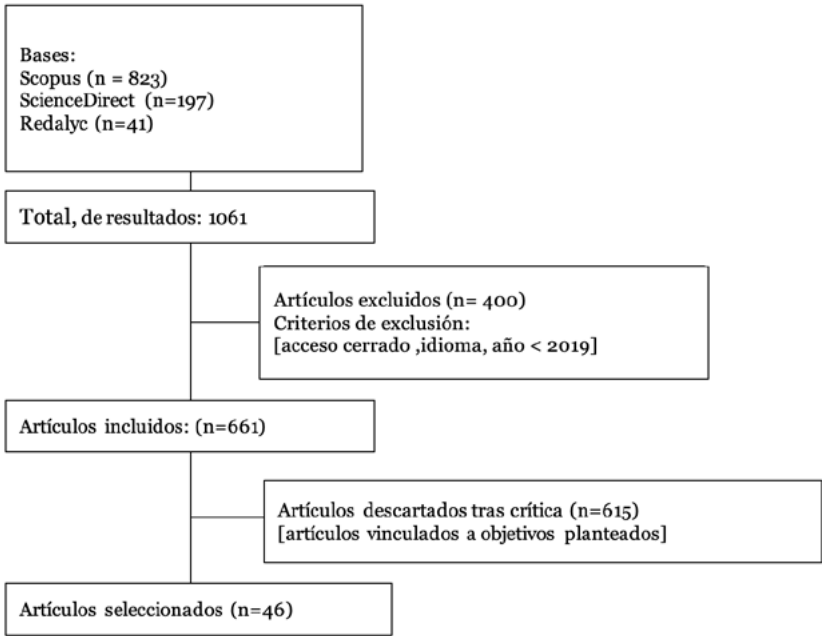 Bases:
Scopus (n = 823)
ScienceDirect (n=197)
Redalyc (n=41)
Total, de resultados: 1061
Artículos excluidos (n= 400)
Criterios de exclusión:
[acceso cerrado ,idioma, año < 2019]
Artículos incluidos: (n=661)
Artículos descartados tras crítica (n=615)
[artículos vinculados a objetivos planteados]
Artículos seleccionados (n=46)